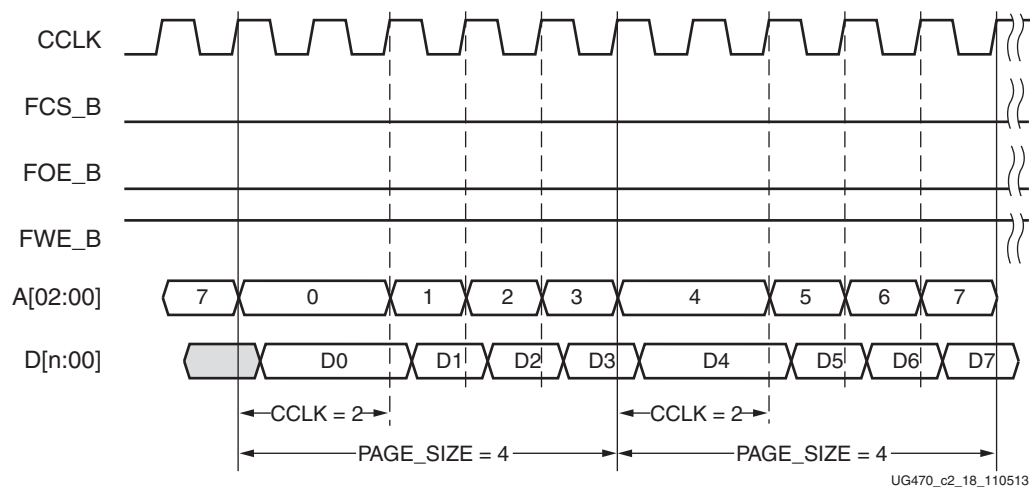 CCLK
FCS_B
FOE_B
FWE_B
A[02:00] 7 0 1 2 3 4 5 6 7
D[n:00] D0 D1 D2 D3 D4 D5 D6 D7
CCLK = 2 CCLK = 2
PAGE_SIZE = 4 PAGE_SIZE = 4
UG470_c2_18_110513